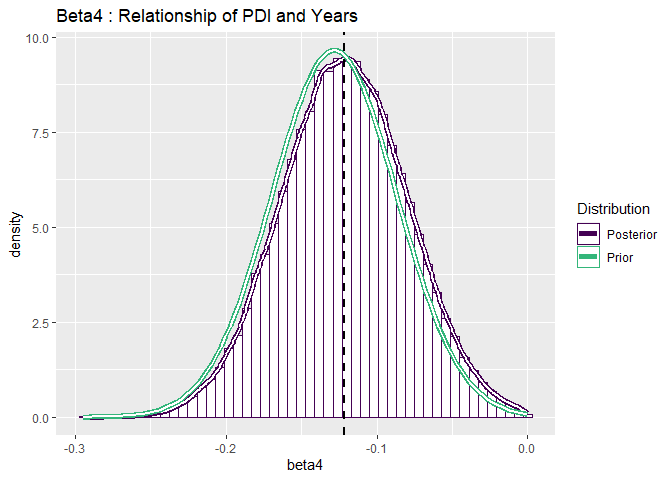 Beta4 : Relationship of PDI and Years
10.0
7.5
5.0
2.5
0.0
density
-0.3
-0.2
-0.1
0.0
beta4
Distribution
Posterior
Prior